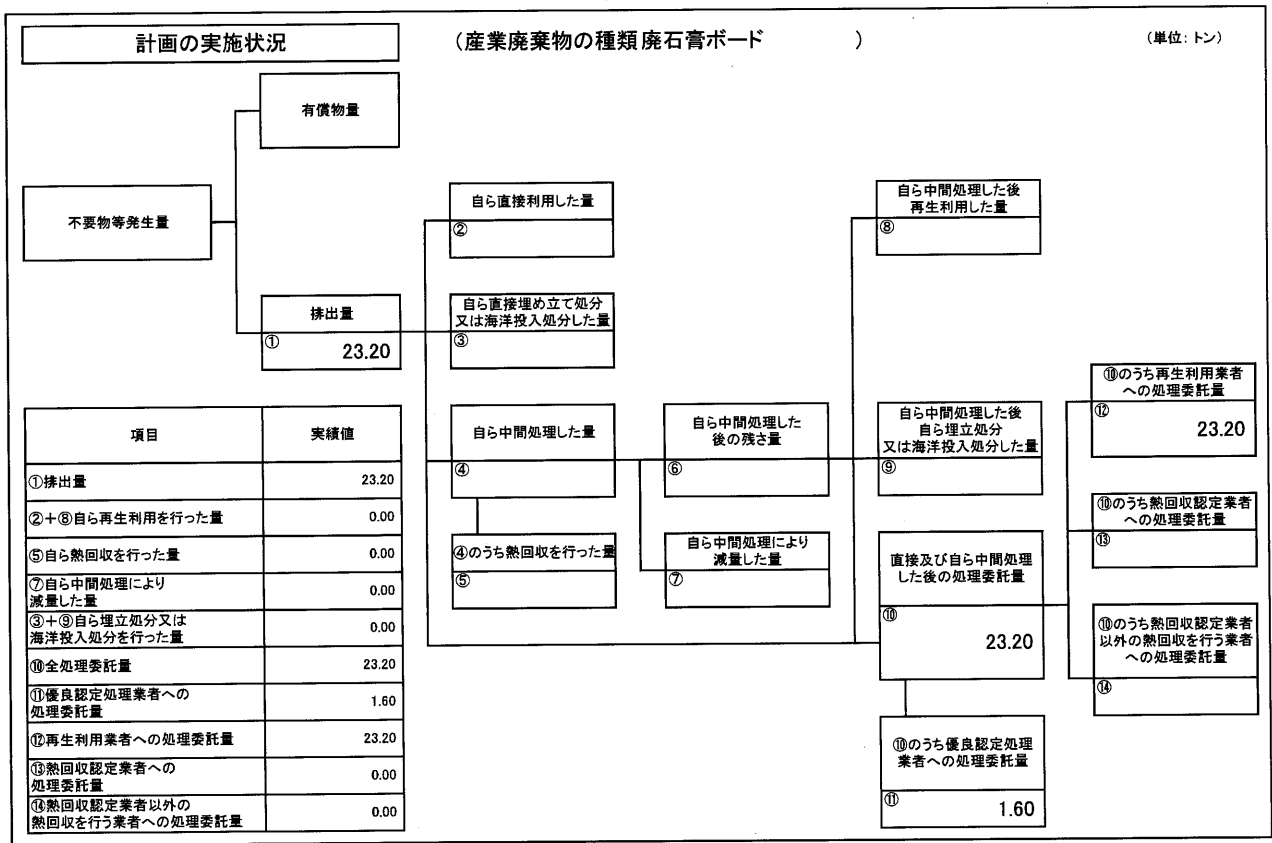 計画の実施状況
（産業廃棄物の種類 廃石膏ボード　　　　）
（単位：トン）
有償物量
不要物等発生量
排出量
①
23.20
自ら直接利用した量
②
自ら直接埋め立て処分
又は海洋投入処分した量
③
自ら中間処理した量
④
④のうち熱回収を行った量
⑤
自ら中間処理した
後の残さ量
⑥
自ら中間処理により
減量した量
⑦
自ら中間処理した後
再生利用した量
⑧
自ら中間処理した後
自ら埋立処分
又は海洋投入処分した量
⑨
直接及び自ら中間処理
した後の処理委託量
⑩
23.20
⑩のうち優良認定処理
業者への処理委託量
⑪
1.60
⑩のうち再生利用業者
への処理委託量
⑫
23.20
⑩のうち熱回収認定業者
への処理委託量
⑬
⑩のうち熱回収認定業者
以外の熱回収を行う業者
への処理委託量
⑭
項目 実績値
①排出量 23.20
②＋⑧自ら再生利用を行った量 0.00
⑤自ら熱回収を行った量 0.00
⑦自ら中間処理により
減量した量 0.00
③＋⑨自ら埋立処分又は
海洋投入処分を行った量 0.00
⑩全処理委託量 23.20
⑪優良認定処理業者への
処理委託量 1.60
⑫再生利用業者への処理委託量 23.20
⑬熱回収認定業者への
処理委託量 0.00
⑭熱回収認定業者以外の
熱回収を行う業者への処理委託量 0.00